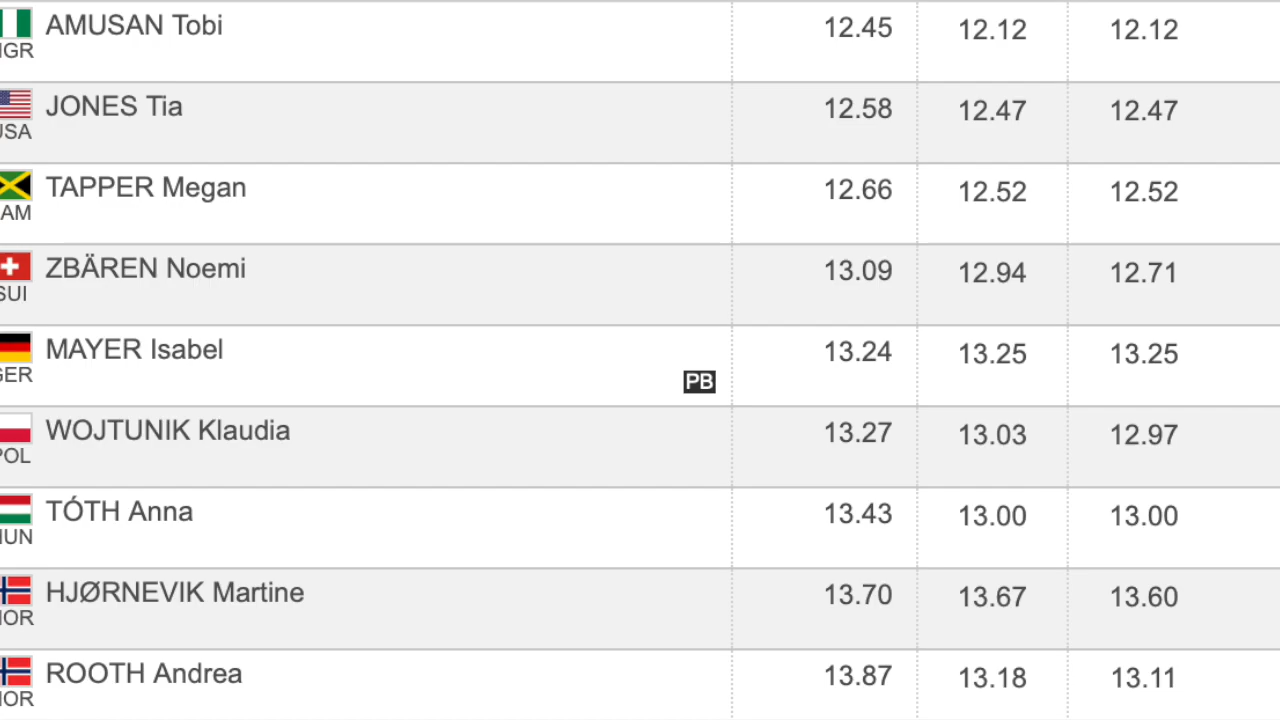 AMUSAN Tobi 12.45 12.12 12.12
IGR
JONES Tia 12.58 12.47 12.47
JSA
TAPPER Megan 12.66 12.52 12.52
AM
ZBÄREN Noemi 13.09 12.94 12.71
SUI
MAYER Isabel 13.24 13.25 13.25
GER PB
WOJTUNIK Klaudia 13.27 13.03 12.97
POL
TÓTH Anna 13.43 13.00 13.00
IUN
HJØRNEVIK Martine 13.70 13.67 13.60
IOR
ROOTH Andrea 13.87 13.18 13.11
IOR